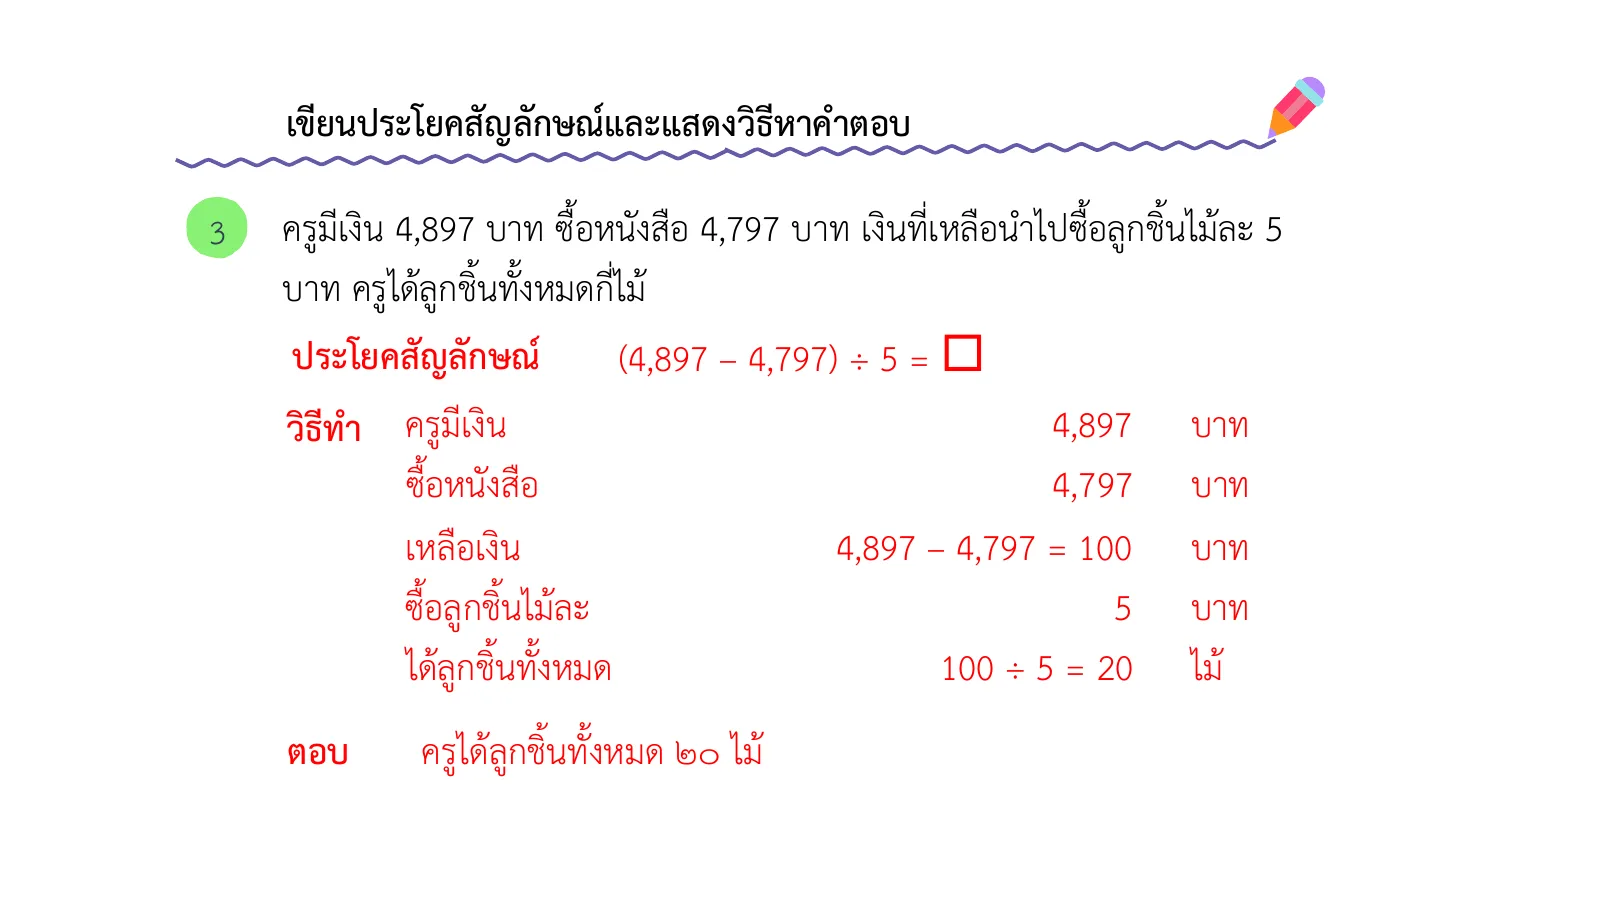 เขียนประโยคสัญลักษณ์และแสดงวิธีหาคำตอบ
3 ครูมีเงิน 4,897 บาท ซื้อหนังสือ 4,797 บาท เงินที่เหลือนำไปซื้อลูกชิ้นไม้ละ 5
บาท ครูได้ลูกชิ้นทั้งหมดกี่ไม้
ประโยคสัญลักษณ์ (4,897 – 4,797) ÷ 5 = □
วิธีทำ ครูมีเงิน 4,897 บาท
ซื้อหนังสือ 4,797 บาท
เหลือเงิน 4,897 – 4,797 = 100 บาท
ซื้อลูกชิ้นไม้ละ 5 บาท
ได้ลูกชิ้นทั้งหมด 100 ÷ 5 = 20 ไม้
ตอบ ครูได้ลูกชิ้นทั้งหมด ๒๐ ไม้